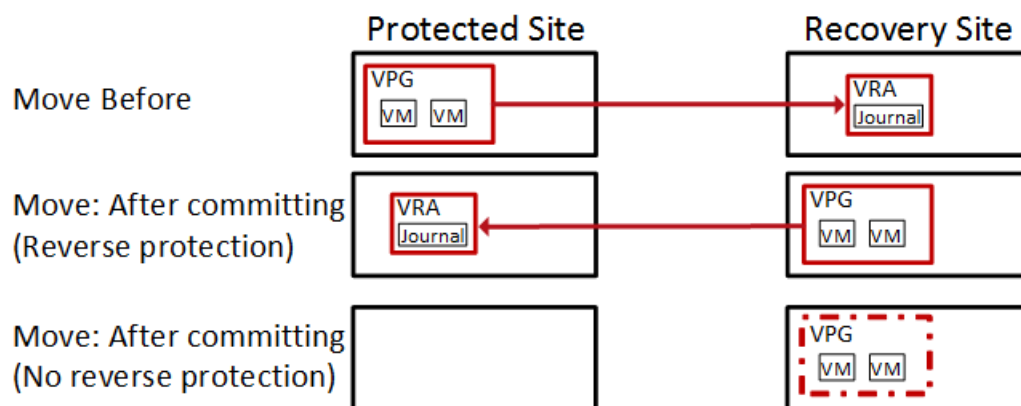 Protected Site Recovery Site
Move Before
VPG
VM VM
VRA
Journal
Move: After committing
(Reverse protection)
VRA
Journal
VPG
VM VM
Move: After committing
(No reverse protection)
VPG
VM VM